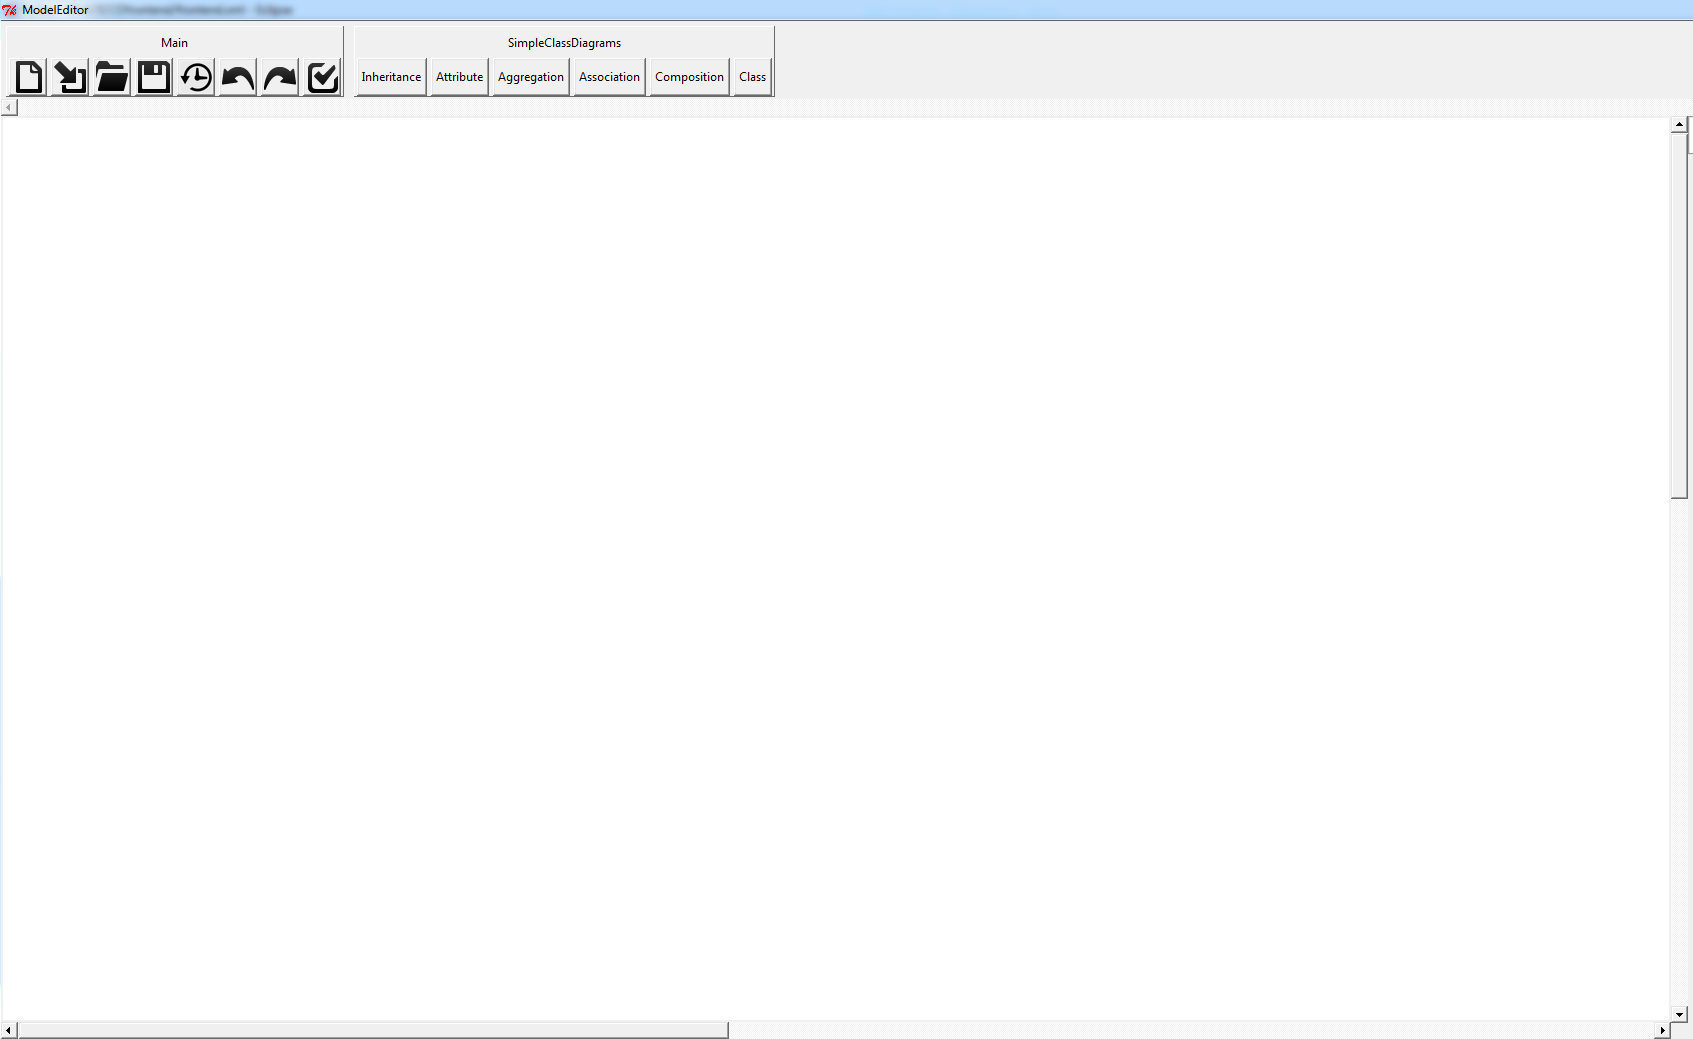 ModelEditor
Main
SimpleClassDiagrams
Inheritance Attribute Aggregation Association Composition Class